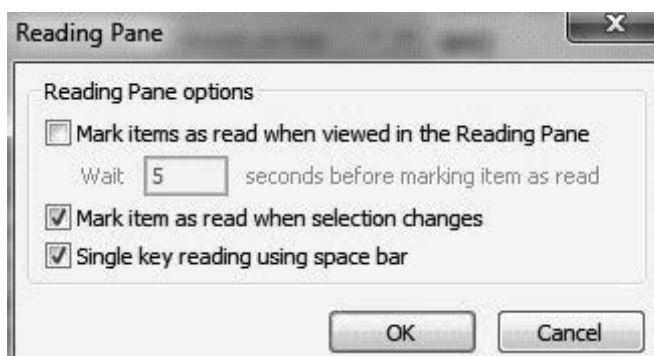 Reading Pane
X
Reading Pane options
Mark items as read when viewed in the Reading Pane
Wait 5 seconds before marking item as read
Mark item as read when selection changes
Single key reading using space bar
OK Cancel